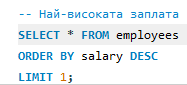 -- Най-високата заплата
SELECT * FROM employees
ORDER BY salary DESC
LIMIT 1;